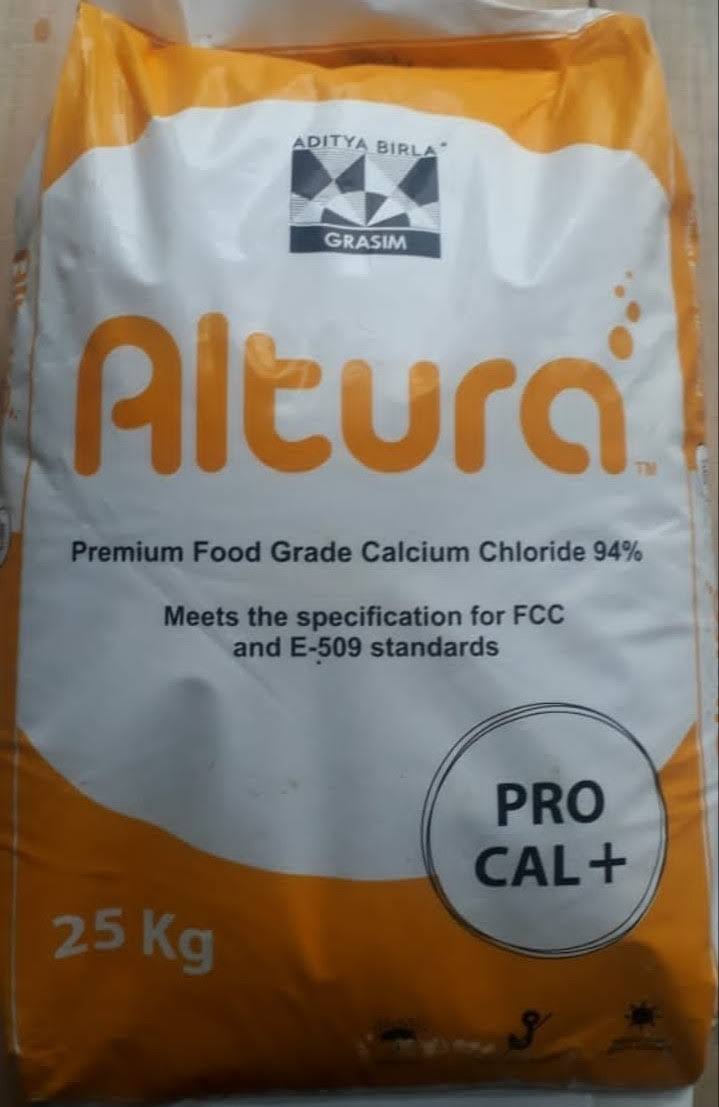 ADITYA BIRLA
GRASIM
Altura TM
Premium Food Grade Calcium Chloride 94%
Meets the specification for FCC
and E-509 standards
PRO
CAL+
25 Kg